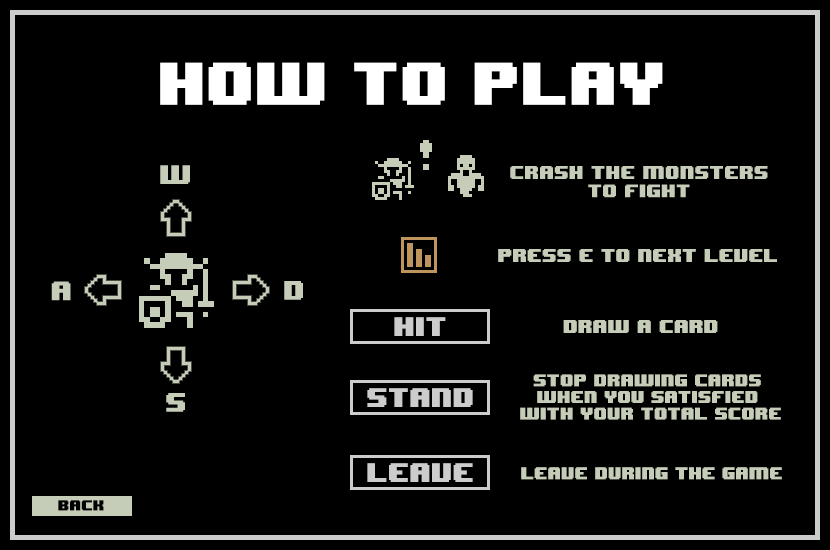 HOW TO PLAY
W
A
D
S
!
CRASH THE MONSTERS
TO FIGHT
PRESS E TO NEXT LEVEL
HIT
DRAW A CARD
STAND
STOP DRAWING CARDS
WHEN YOU SATISFIED
WITH YOUR TOTAL SCORE
LEAVE
LEAVE DURING THE GAME
BACK